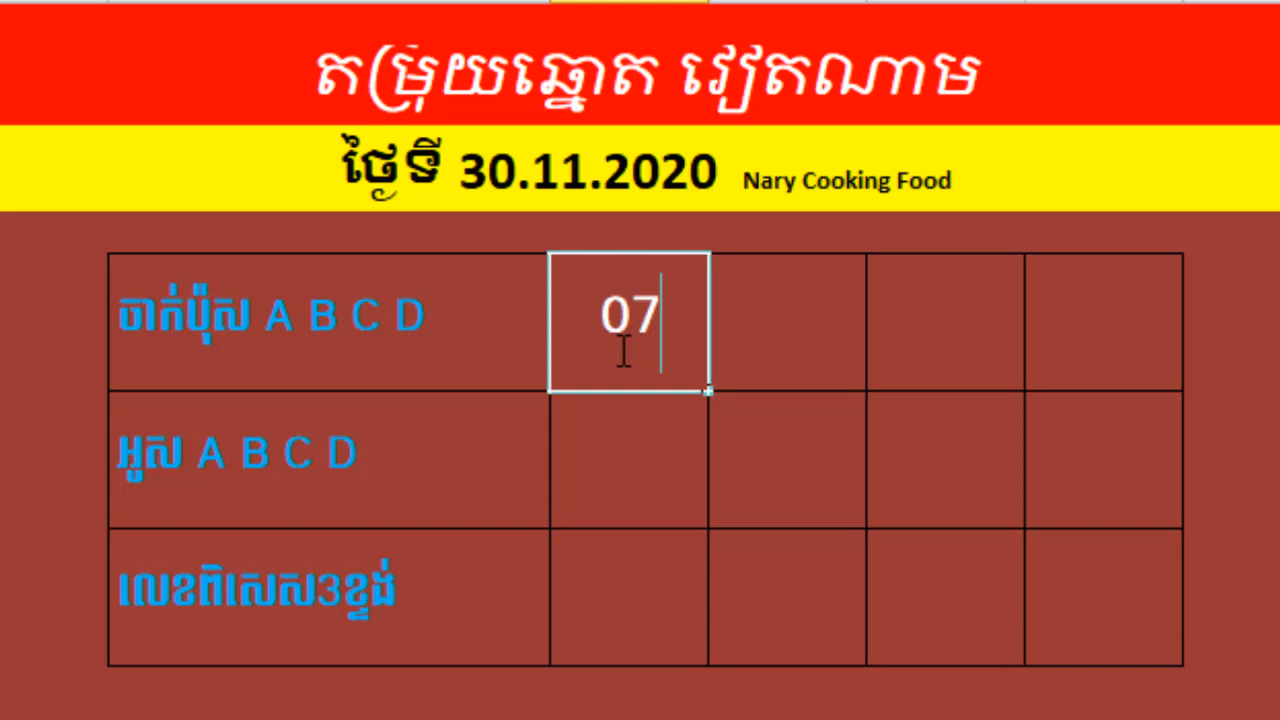 តម្រុយឆ្នោត វៀតណាម
ថ្ងៃទី 30.11.2020 Nary Cooking Food
ចាក់ប៉ុស A B C D 07
អូស A B C D
លេខពិសេស3ខ្ទង់